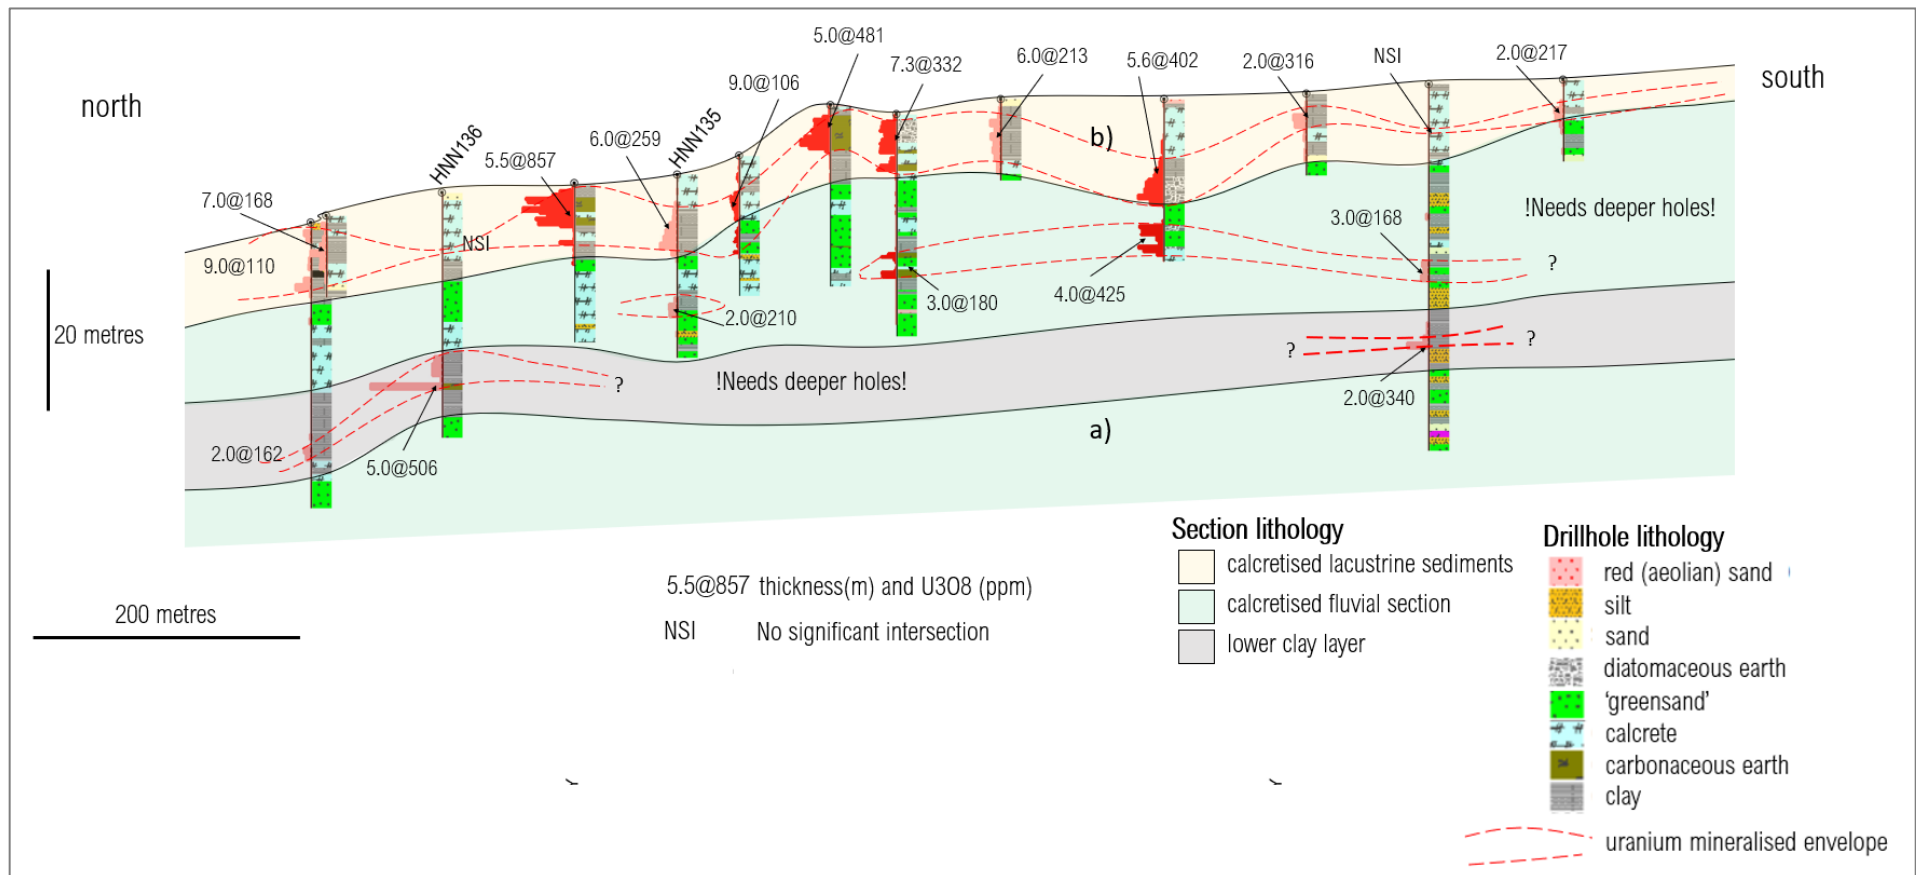 5.0@481
7.3@332
6.0@213
5.6@402
2.0@316
NSI
2.0@217
north
south
9.0@106
HNN136
6.0@259
HNN135
5.5@857
b)
7.0@168
NSI
9.0@110
3.0@168
!Needs deeper holes!
?
20 metres
2.0@210
3.0@180
4.0@425
?
?
?
!Needs deeper holes!
2.0@340
2.0@162
5.0@506
a)
Section lithology
calcretised lacustrine sediments
calcretised fluvial section
lower clay layer
Drillhole lithology
red (aeolian) sand
silt
sand
diatomaceous earth
'greensand'
calcrete
carbonaceous earth
clay
uranium mineralised envelope
5.5@857 thickness(m) and U3O8 (ppm)
NSI No significant intersection
200 metres